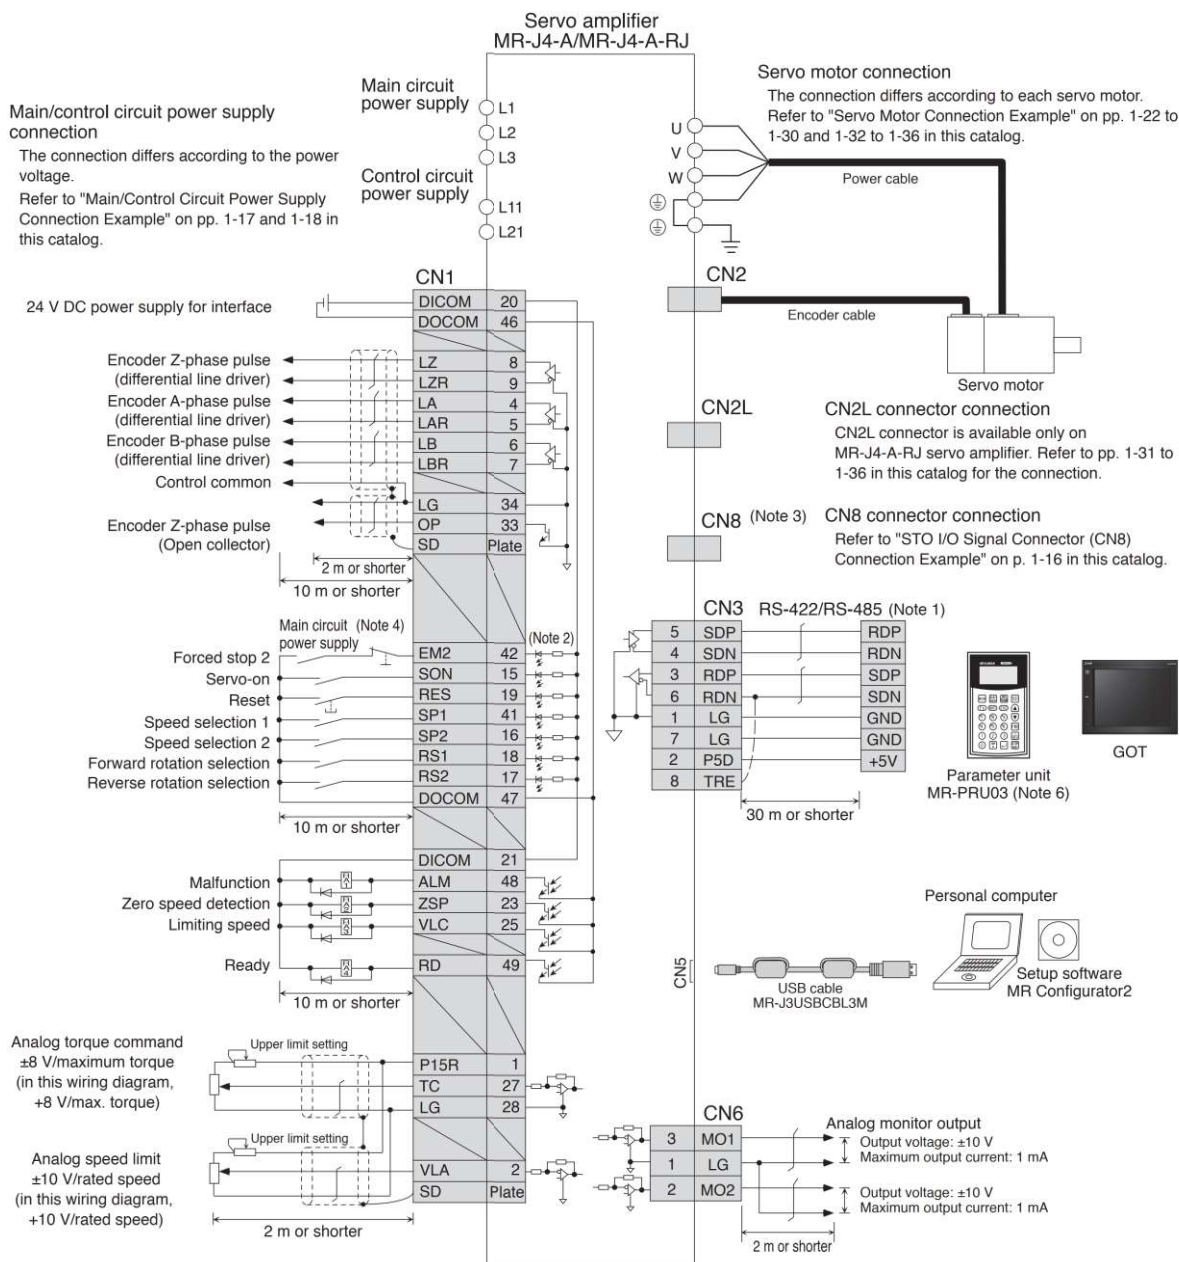 Servo amplifier
MR-J4-A/MR-J4-A-RJ
Main circuit
power supply
L1
L2
L3
Control circuit
power supply
L11
L21
Main/control circuit power supply
connection
The connection differs according to the power
voltage.
Refer to "Main/Control Circuit Power Supply
Connection Example" on pp. 1-17 and 1-18 in
this catalog.
U
V
W
Servo motor connection
The connection differs according to each servo motor.
Refer to "Servo Motor Connection Example" on pp. 1-22 to
1-30 and 1-32 to 1-36 in this catalog.
Power cable
CN2
Encoder cable
Servo motor
CN2L
CN2L connector connection
CN2L connector is available only on
MR-J4-A-RJ servo amplifier. Refer to pp. 1-31 to
1-36 in this catalog for the connection.
CN8 (Note 3)
CN8 connector connection
Refer to "STO I/O Signal Connector (CN8)
Connection Example" on p. 1-16 in this catalog.
CN1
24 V DC power supply for interface
DICOM 20
DOCOM 46
Encoder Z-phase pulse
(differential line driver)
LZ 8
LZR 9
Encoder A-phase pulse
(differential line driver)
LA 4
LAR 5
Encoder B-phase pulse
(differential line driver)
LB 6
LBR 7
Control common
LG 34
Encoder Z-phase pulse
(Open collector)
OP 33
SD Plate
2 m or shorter
10 m or shorter
Main circuit (Note 4)
power supply
(Note 2)
Forced stop 2 EM2 42
Servo-on SON 15
Reset RES 19
Speed selection 1 SP1 41
Speed selection 2 SP2 16
Forward rotation selection RS1 18
Reverse rotation selection RS2 17
DOCOM 47
10 m or shorter
DICOM 21
Malfunction RA1 ALM 48
Zero speed detection RA2 ZSP 23
Limiting speed RA3 VLC 25
Ready RA4 RD 49
10 m or shorter
Analog torque command
±8 V/maximum torque
(in this wiring diagram,
+8 V/max. torque)
Upper limit setting
P15R 1
TC 27
LG 28
Analog speed limit
±10 V/rated speed
(in this wiring diagram,
+10 V/rated speed)
Upper limit setting
VLA 2
SD Plate
2 m or shorter
CN3 RS-422/RS-485 (Note 1)
5 SDP RDP
4 SDN RDN
3 RDP SDP
6 RDN SDN
1 LG GND
7 LG GND
2 P5D +5V
8 TRE
30 m or shorter
Parameter unit
MR-PRU03 (Note 6)
GOT
CN5
USB cable
MR-J3USBCBL3M
Personal computer
Setup software
MR Configurator2
CN6
3 MO1
1 LG
2 MO2
Analog monitor output
Output voltage: ±10 V
Maximum output current: 1 mA
Output voltage: ±10 V
Maximum output current: 1 mA
2 m or shorter